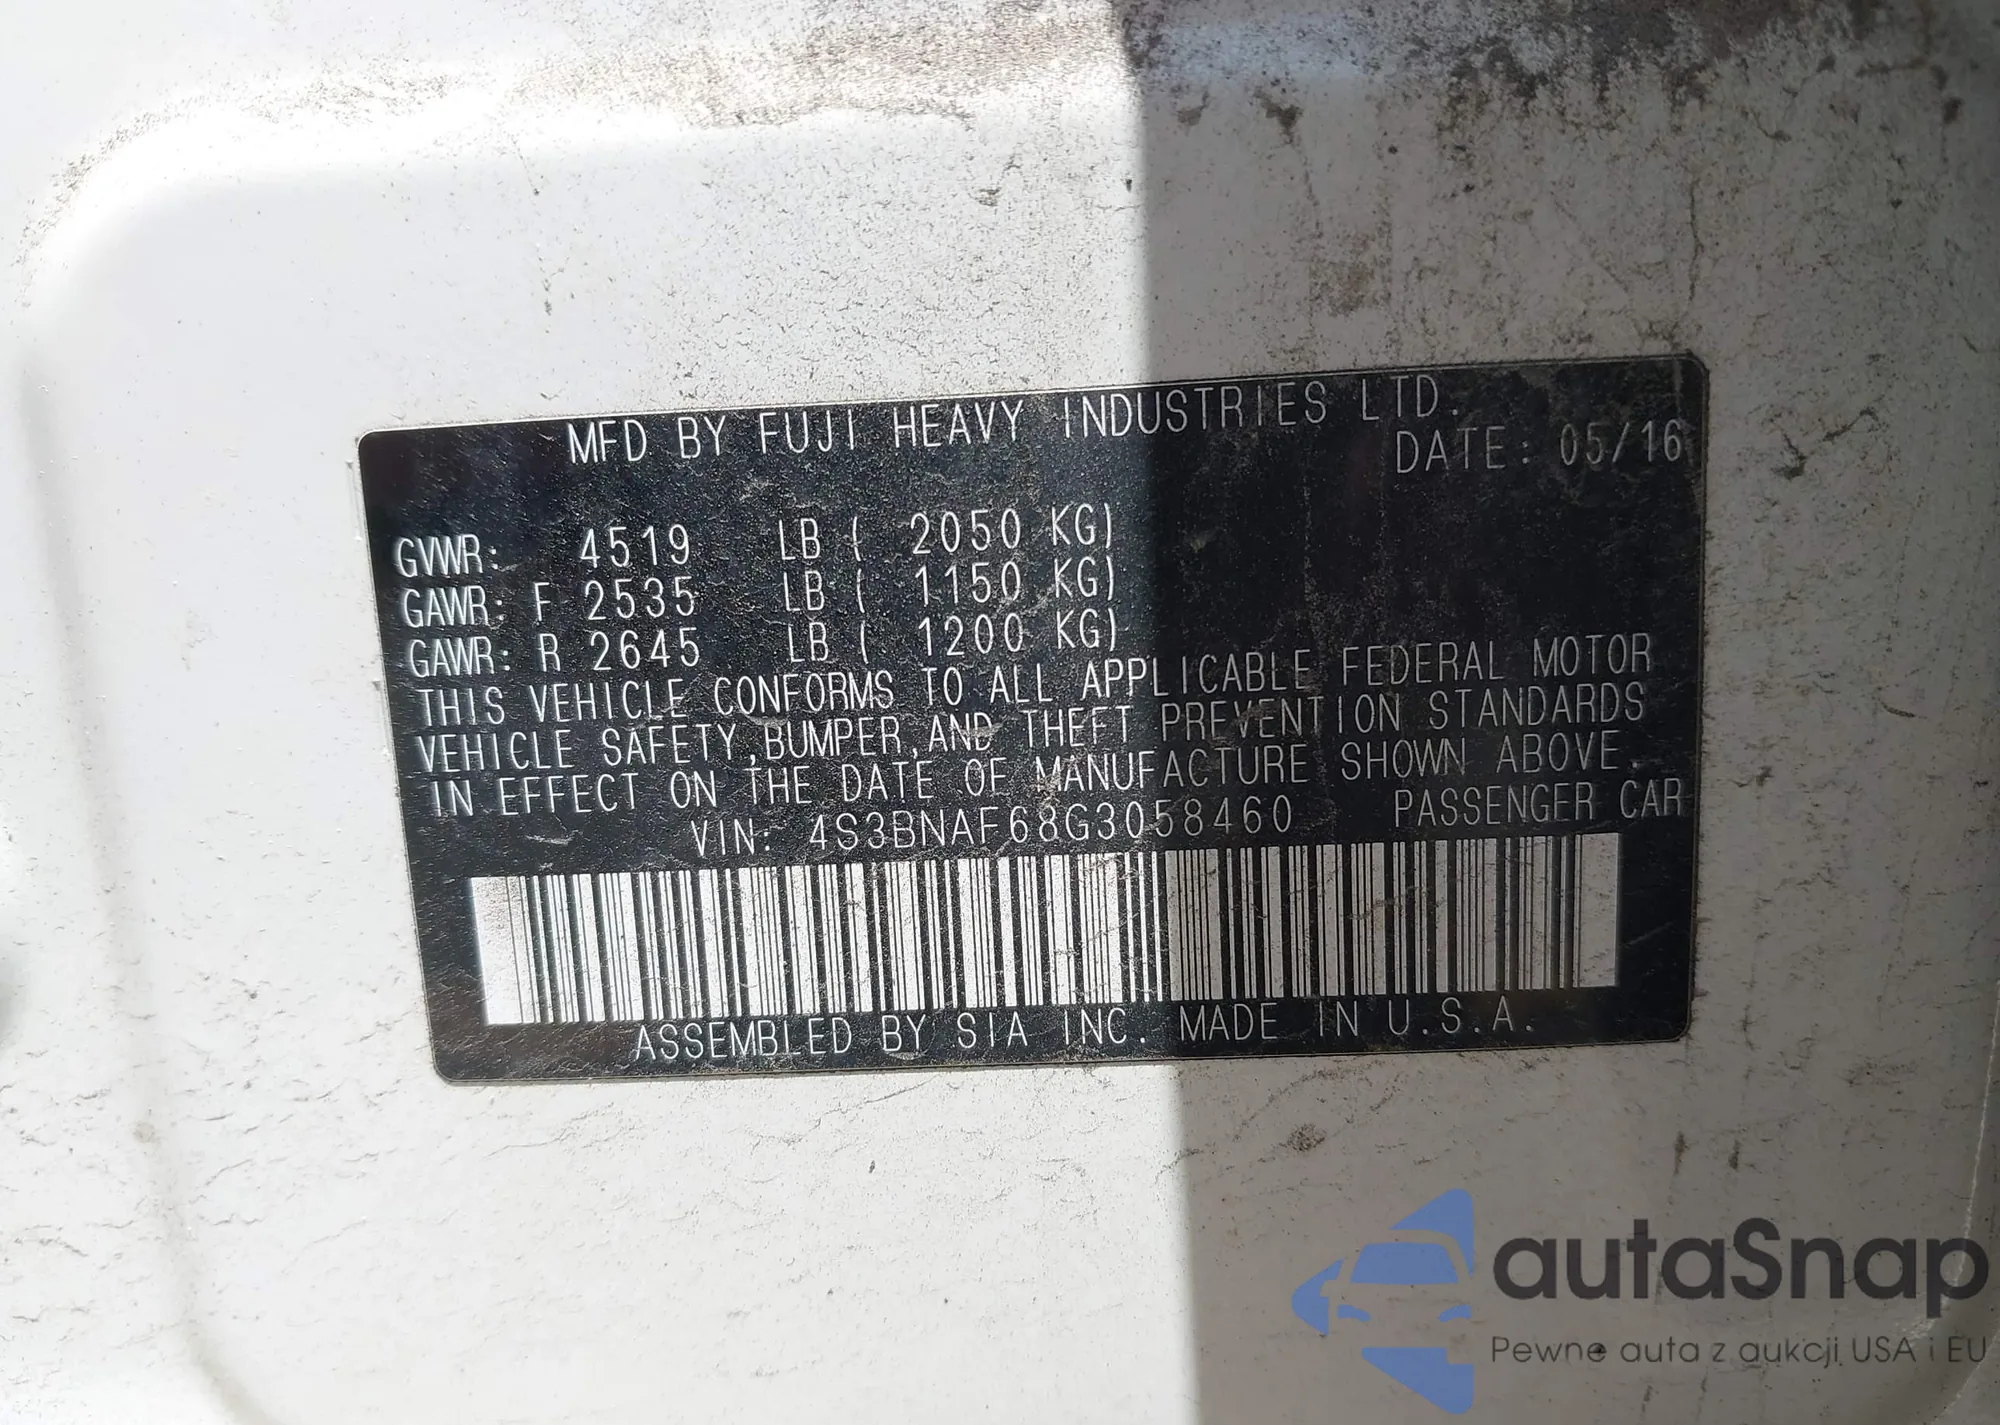 MFD BY FUJI HEAVY INDUSTRIES LTD.
DATE: 05/16
GVWR: 4519 LB ( 2050 KG)
GAWR: F 2535 LB ( 1150 KG)
GAWR: R 2645 LB ( 1200 KG)
THIS VEHICLE CONFORMS TO ALL APPLICABLE FEDERAL MOTOR
VEHICLE SAFETY,BUMPER,AND THEFT PREVENTION STANDARDS
IN EFFECT ON THE DATE OF MANUFACTURE SHOWN ABOVE.
VIN: 4S3BNAF68G3058460 PASSENGER CAR
ASSEMBLED BY SIA INC. MADE IN U.S.A.
autaSnap
Pewne auta z aukcji USA i EU